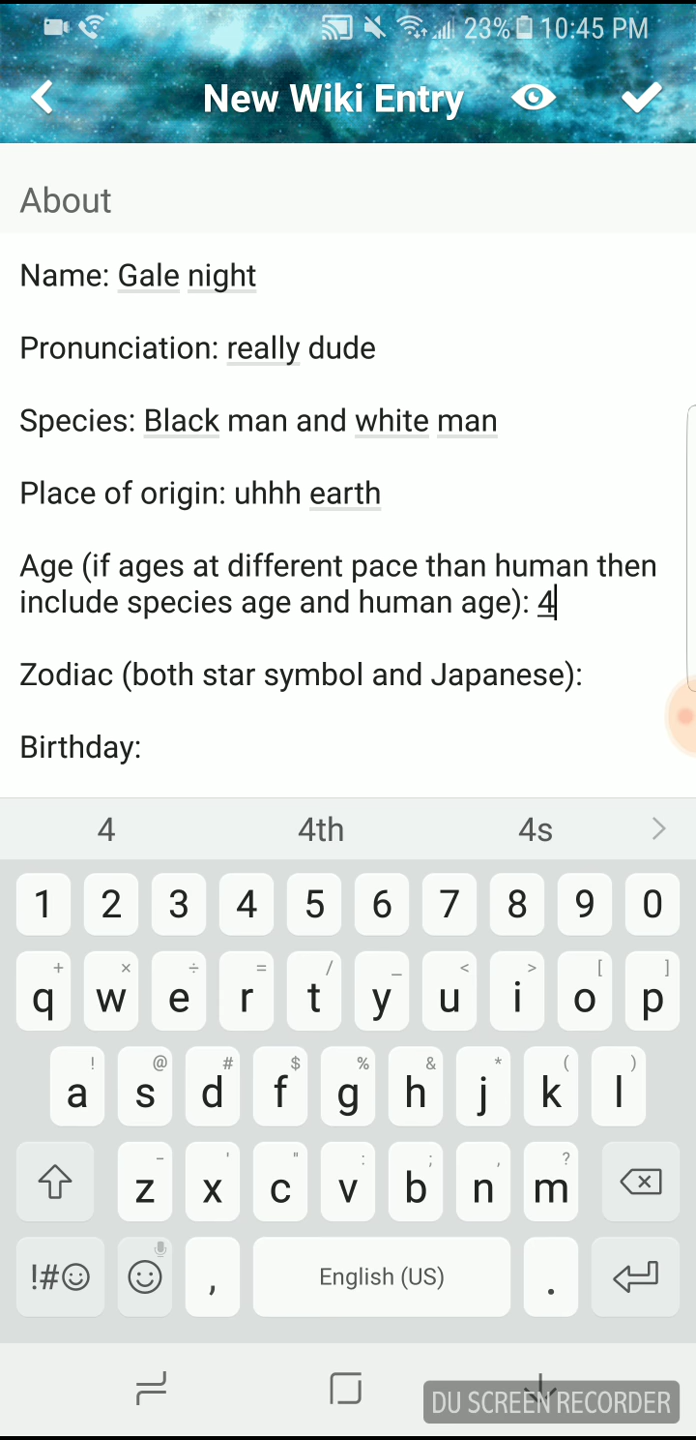 23% 10:45 PM
New Wiki Entry
About
Name: Gale night
Pronunciation: really dude
Species: Black man and white man
Place of origin: uhhh earth
Age (if ages at different pace than human then
include species age and human age): 4
Zodiac (both star symbol and Japanese):
Birthday:
4 4th 4s
1 2 3 4 5 6 7 8 9 0
+ × ÷ = / _ < > [ ]
q w e r t y u i o p
! @ # $ % & * ( )
a s d f g h j k l
- ' " : ; , ?
z x c v b n m
!#☺ , English (US) .
DU SCREEN RECORDER